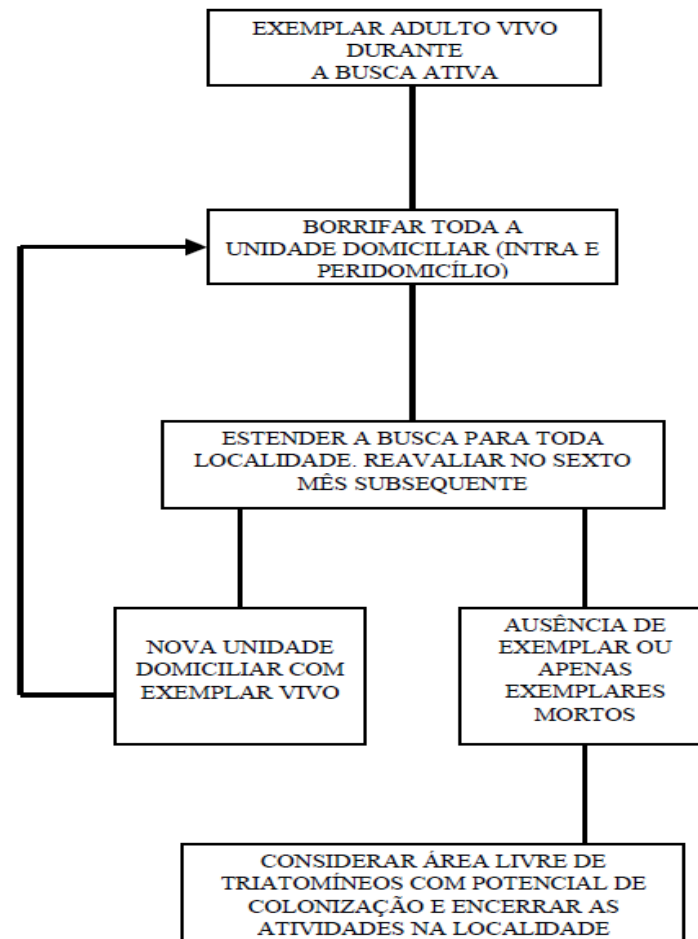 EXEMPLAR ADULTO VIVO
DURANTE
A BUSCA ATIVA
BORRIFAR TODA A
UNIDADE DOMICILIAR (INTRA E
PERIDOMICÍLIO)
ESTENDER A BUSCA PARA TODA
LOCALIDADE. REAVALIAR NO SEXTO
MÊS SUBSEQUENTE
NOVA UNIDADE
DOMICILIAR COM
EXEMPLAR VIVO
AUSÊNCIA DE
EXEMPLAR OU
APENAS
EXEMPLARES
MORTOS
CONSIDERAR ÁREA LIVRE DE
TRIATOMÍNEOS COM POTENCIAL DE
COLONIZAÇÃO E ENCERRAR AS
ATIVIDADES NA LOCALIDADE